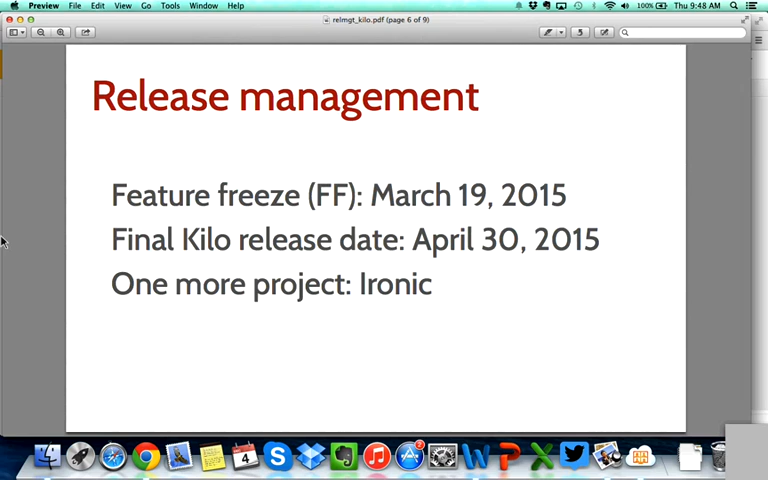 Preview File Edit View Go Tools Window Help 100% Thu 9:48 AM
relmgt_kilo.pdf (page 6 of 9)
Release management
Feature freeze (FF): March 19, 2015
Final Kilo release date: April 30, 2015
One more project: Ironic
4
2